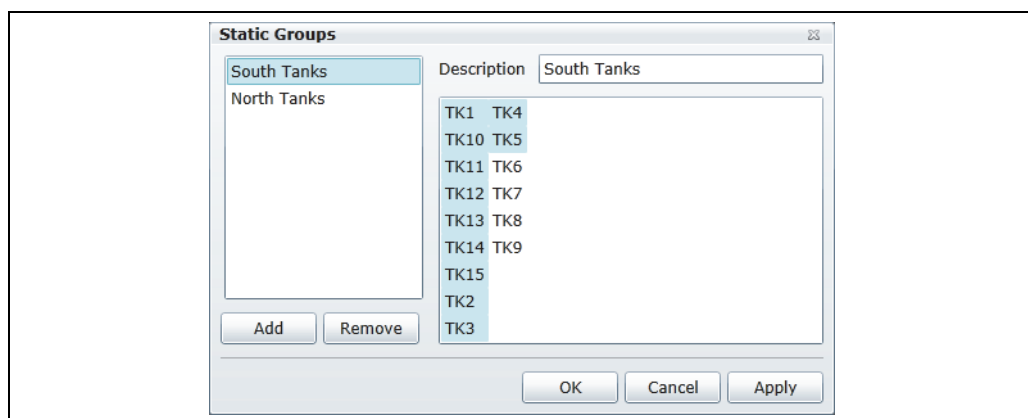 Static Groups
South Tanks
North Tanks
Description South Tanks
TK1 TK4
TK10 TK5
TK11 TK6
TK12 TK7
TK13 TK8
TK14 TK9
TK15
TK2
TK3
Add Remove
OK Cancel Apply